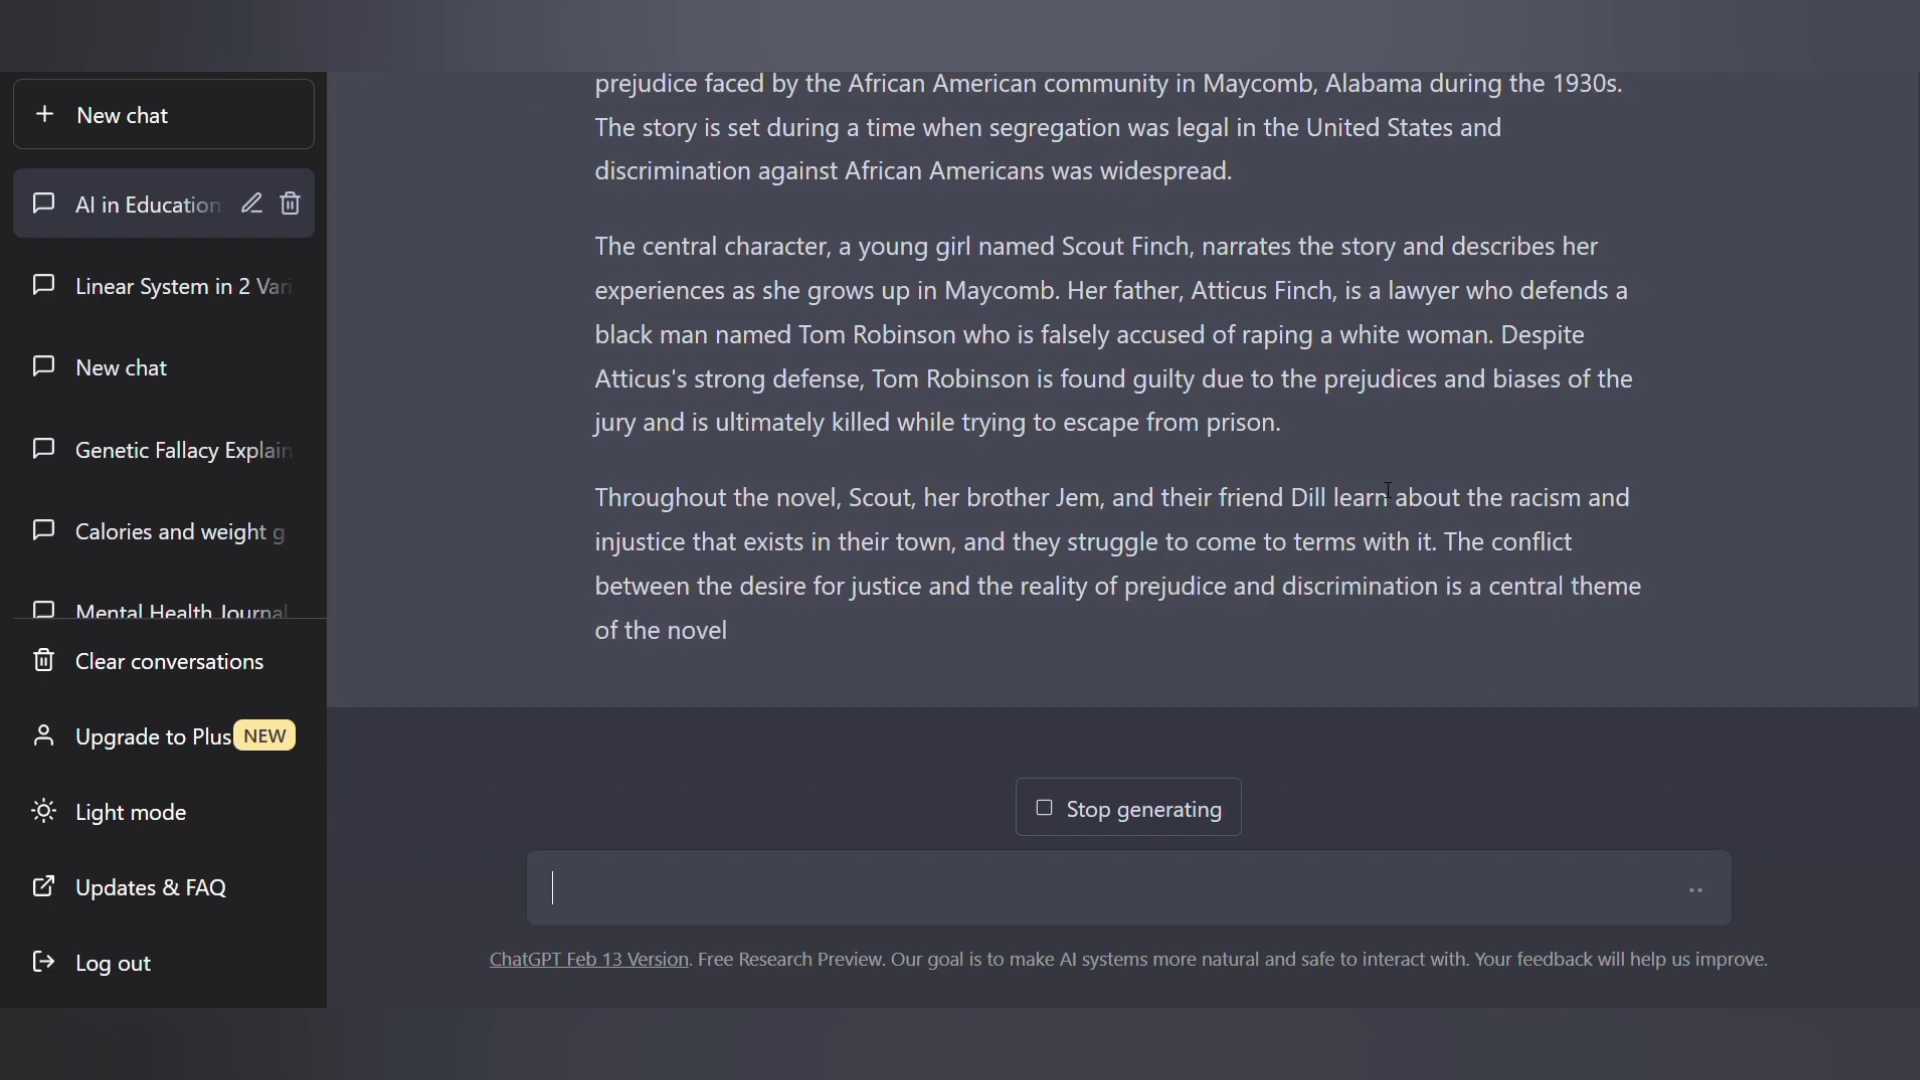 New chat
AI in Education
Linear System in 2 Vari
New chat
Genetic Fallacy Explain
Calories and weight g
Mental Health Journal
Clear conversations
Upgrade to Plus NEW
Light mode
Updates & FAQ
Log out
prejudice faced by the African American community in Maycomb, Alabama during the 1930s.
The story is set during a time when segregation was legal in the United States and
discrimination against African Americans was widespread.
The central character, a young girl named Scout Finch, narrates the story and describes her
experiences as she grows up in Maycomb. Her father, Atticus Finch, is a lawyer who defends a
black man named Tom Robinson who is falsely accused of raping a white woman. Despite
Atticus's strong defense, Tom Robinson is found guilty due to the prejudices and biases of the
jury and is ultimately killed while trying to escape from prison.
Throughout the novel, Scout, her brother Jem, and their friend Dill learn about the racism and
injustice that exists in their town, and they struggle to come to terms with it. The conflict
between the desire for justice and the reality of prejudice and discrimination is a central theme
of the novel
Stop generating
ChatGPT Feb 13 Version. Free Research Preview. Our goal is to make AI systems more natural and safe to interact with. Your feedback will help us improve.